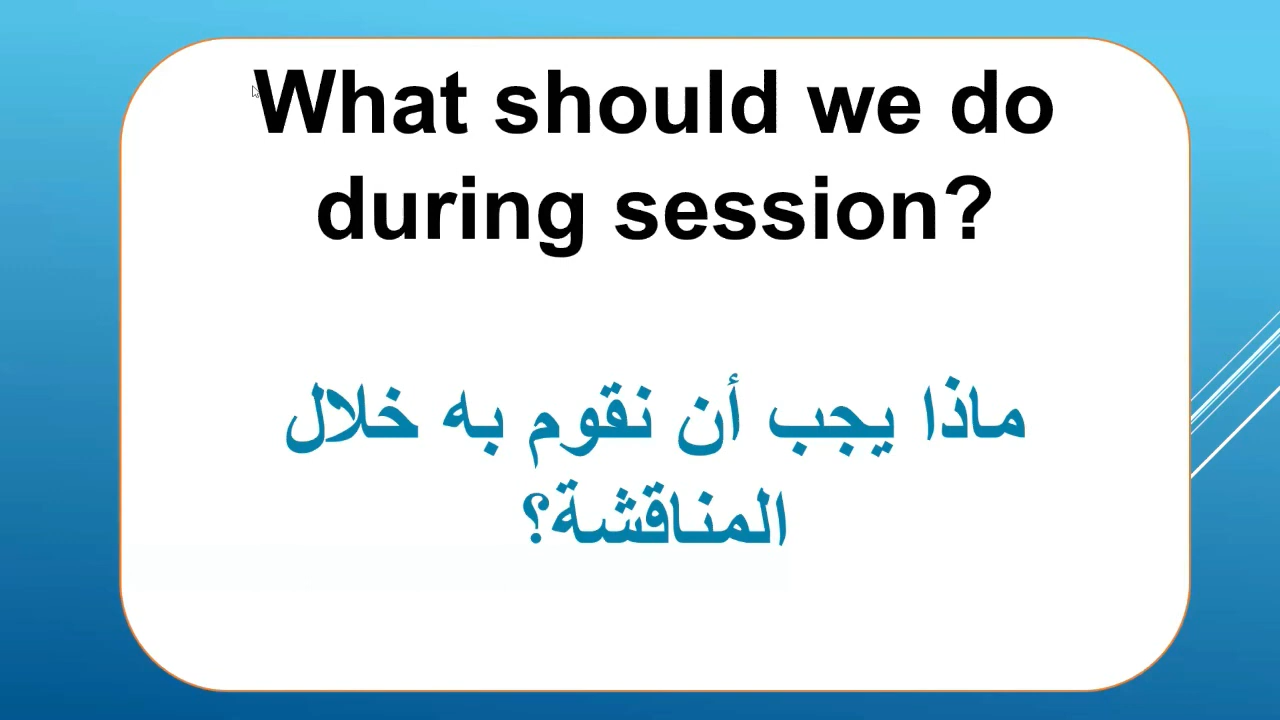 What should we do
during session?
ماذا يجب أن نقوم به خلال
المناقشة؟